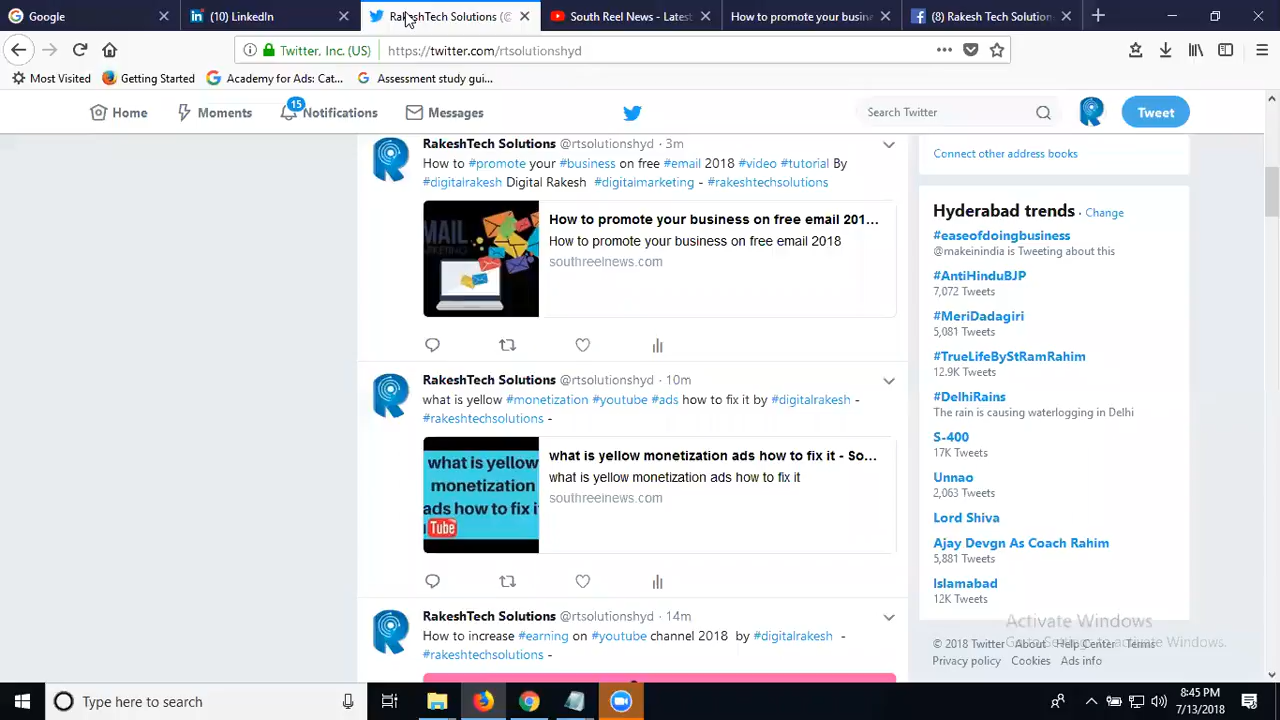 Google
(10) LinkedIn
RakeshTech Solutions (@
South Reel News - Latest
How to promote your busin
(8) Rakesh Tech Solution
Twitter, Inc. (US)
https://twitter.com/rtsolutionshyd
Most Visited
Getting Started
Academy for Ads: Cat...
Assessment study gui...
Home
Moments
15
Notifications
Messages
Search Twitter
Tweet
RakeshTech Solutions @rtsolutionshyd · 3m
How to #promote your #business on free #email 2018 #video #tutorial By
#digitalrakesh Digital Rakesh #digitalmarketing - #rakeshtechsolutions
How to promote your business on free email 201...
How to promote your business on free email 2018
southreelnews.com
RakeshTech Solutions @rtsolutionshyd · 10m
what is yellow #monetization #youtube #ads how to fix it by #digitalrakesh -
#rakeshtechsolutions -
what is yellow
monetization
ads how to fix it
Tube
what is yellow monetization ads how to fix it - So...
what is yellow monetization ads how to fix it
southreelnews.com
RakeshTech Solutions @rtsolutionshyd · 14m
How to increase #earning on #youtube channel 2018 by #digitalrakesh -
#rakeshtechsolutions -
Connect other address books
Hyderabad trends · Change
#easeofdoingbusiness
@makeinindia is Tweeting about this
#AntiHinduBJP
7,072 Tweets
#MeriDadagiri
5,081 Tweets
#TrueLifeByStRamRahim
12.9K Tweets
#DelhiRains
The rain is causing waterlogging in Delhi
S-400
17K Tweets
Unnao
2,063 Tweets
Lord Shiva
Ajay Devgn As Coach Rahim
5,881 Tweets
Islamabad
12K Tweets
Activate Windows
Go to Settings to activate Windows.
© 2018 Twitter About Help Center Terms
Privacy policy Cookies Ads info
Type here to search
8:45 PM
7/13/2018